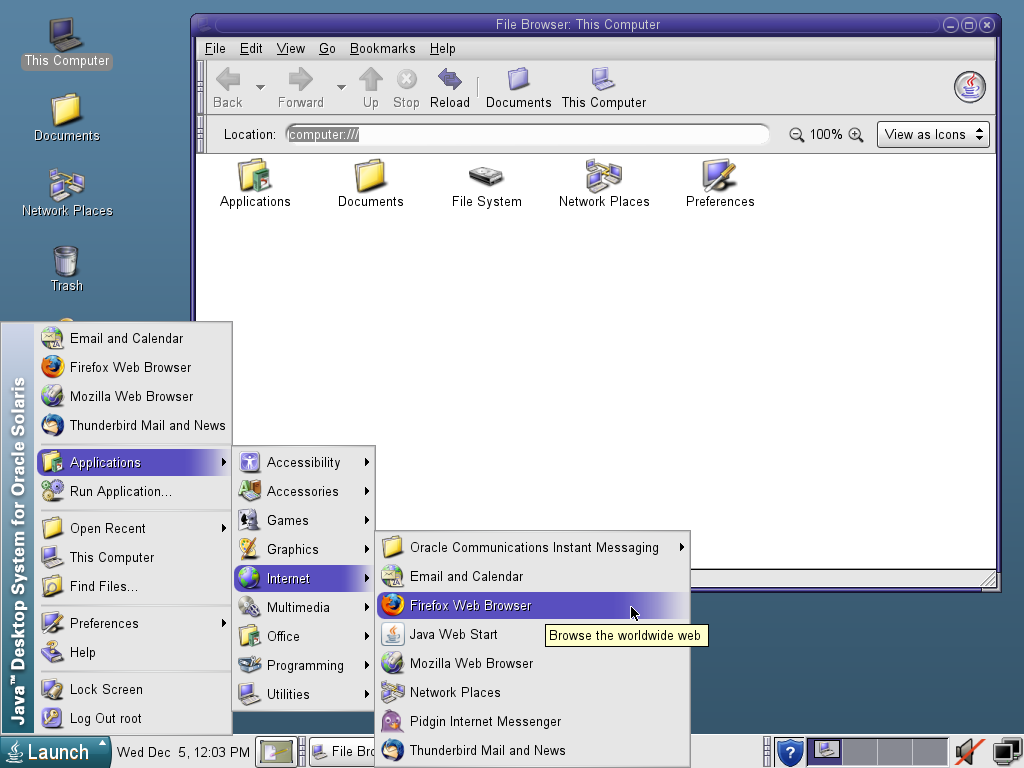 This Computer
Documents
Network Places
Trash
File Browser: This Computer
File Edit View Go Bookmarks Help
Back Forward Up Stop Reload Documents This Computer
Location: computer:/// 100% View as Icons
Applications Documents File System Network Places Preferences
Java™ Desktop System for Oracle Solaris
Email and Calendar
Firefox Web Browser
Mozilla Web Browser
Thunderbird Mail and News
Applications
Run Application...
Open Recent
This Computer
Find Files...
Preferences
Help
Lock Screen
Log Out root
Accessibility
Accessories
Games
Graphics
Internet
Multimedia
Office
Programming
Utilities
Oracle Communications Instant Messaging
Email and Calendar
Firefox Web Browser
Java Web Start
Browse the worldwide web
Mozilla Web Browser
Network Places
Pidgin Internet Messenger
Thunderbird Mail and News
Launch Wed Dec 5, 12:03 PM File Bro